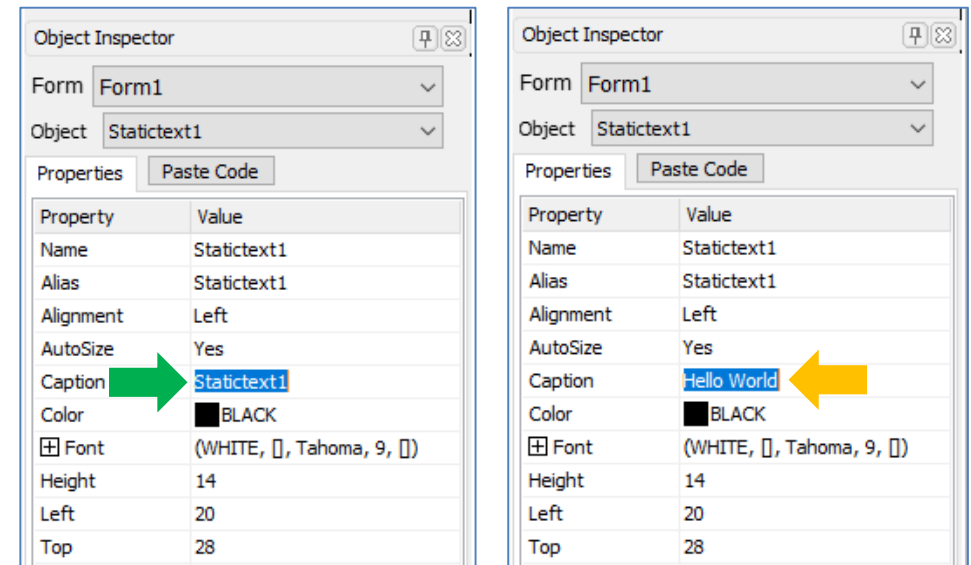 Object Inspector
Form Form1
Object Statictext1
Properties Paste Code
Property Value
Name Statictext1
Alias Statictext1
Alignment Left
AutoSize Yes
Caption Statictext1
Color BLACK
Font (WHITE, [], Tahoma, 9, [])
Height 14
Left 20
Top 28
Object Inspector
Form Form1
Object Statictext1
Properties Paste Code
Property Value
Name Statictext1
Alias Statictext1
Alignment Left
AutoSize Yes
Caption Hello World
Color BLACK
Font (WHITE, [], Tahoma, 9, [])
Height 14
Left 20
Top 28